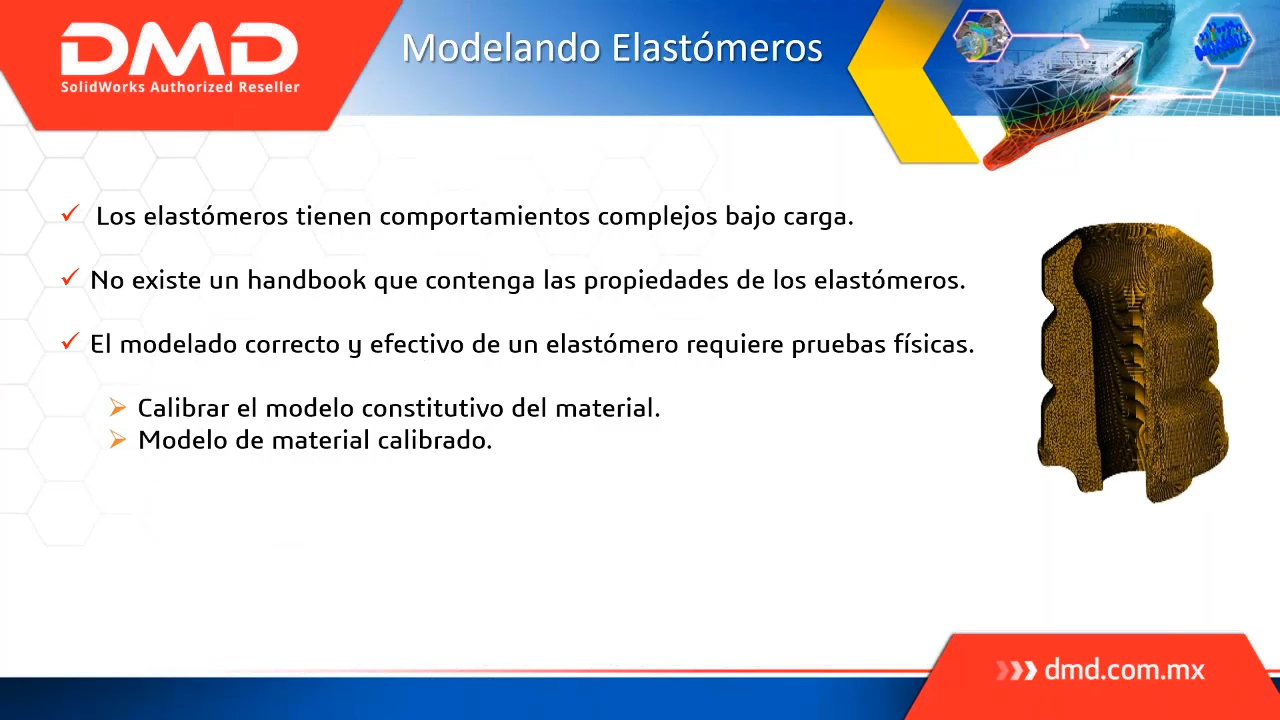 DMD
SolidWorks Authorized Reseller
Modelando Elastómeros
Los elastómeros tienen comportamientos complejos bajo carga.
No existe un handbook que contenga las propiedades de los elastómeros.
El modelado correcto y efectivo de un elastómero requiere pruebas físicas.
Calibrar el modelo constitutivo del material.
Modelo de material calibrado.
dmd.com.mx